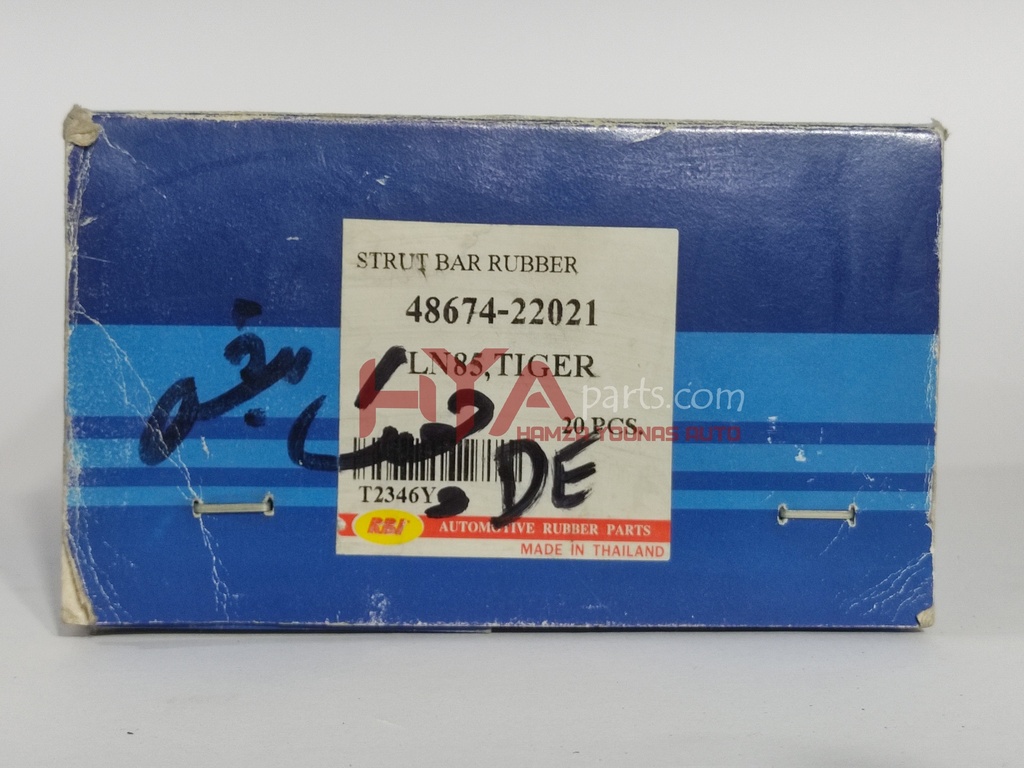 STRUT BAR RUBBER
48674-22021
LN85, TIGER
HYAparts.com
20 PCS.
HAMZA YOUNAS AUTO
DE
T2346Y
RBI AUTOMOTIVE RUBBER PARTS
MADE IN THAILAND